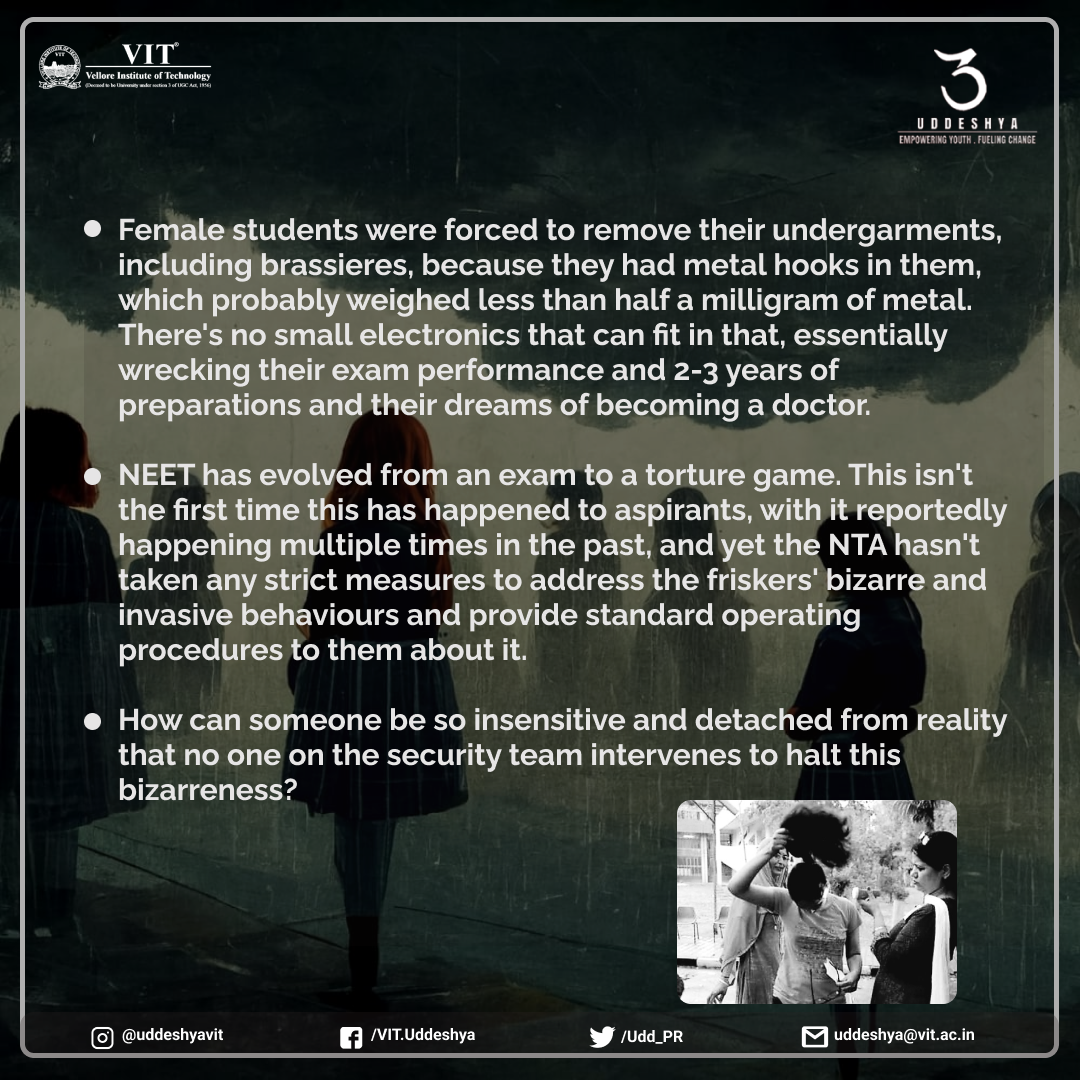 VIT®
Vellore Institute of Technology
(Deemed to be University under section 3 of UGC Act, 1956)
VIT
UDDESHYA
EMPOWERING YOUTH . FUELING CHANGE
Female students were forced to remove their undergarments,
including brassieres, because they had metal hooks in them,
which probably weighed less than half a milligram of metal.
There's no small electronics that can fit in that, essentially
wrecking their exam performance and 2-3 years of
preparations and their dreams of becoming a doctor.
NEET has evolved from an exam to a torture game. This isn't
the first time this has happened to aspirants, with it reportedly
happening multiple times in the past, and yet the NTA hasn't
taken any strict measures to address the friskers' bizarre and
invasive behaviours and provide standard operating
procedures to them about it.
How can someone be so insensitive and detached from reality
that no one on the security team intervenes to halt this
bizarreness?
@uddeshyavit
/VIT.Uddeshya
/Udd_PR
uddeshya@vit.ac.in